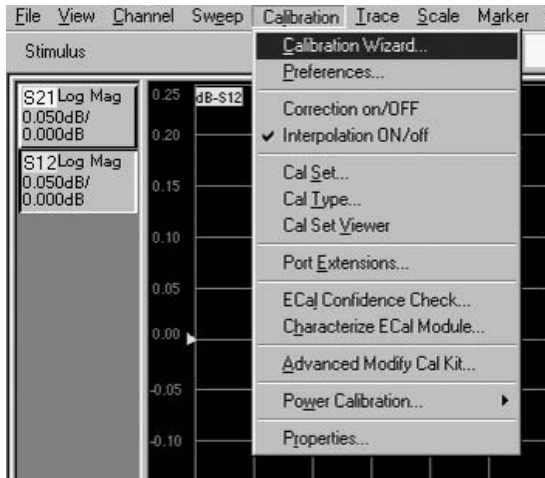 File View Channel Sweep Calibration Trace Scale Marker
Stimulus
S21 Log Mag
0.050dB/
0.000dB
S12 Log Mag
0.050dB/
0.000dB
0.25
dB-S12
0.20
0.15
0.10
0.05
0.00
-0.05
-0.10
Calibration Wizard...
Preferences...
Correction on/OFF
✓ Interpolation ON/off
Cal Set...
Cal Type...
Cal Set Viewer
Port Extensions...
ECal Confidence Check...
Characterize ECal Module...
Advanced Modify Cal Kit...
Power Calibration...
Properties...